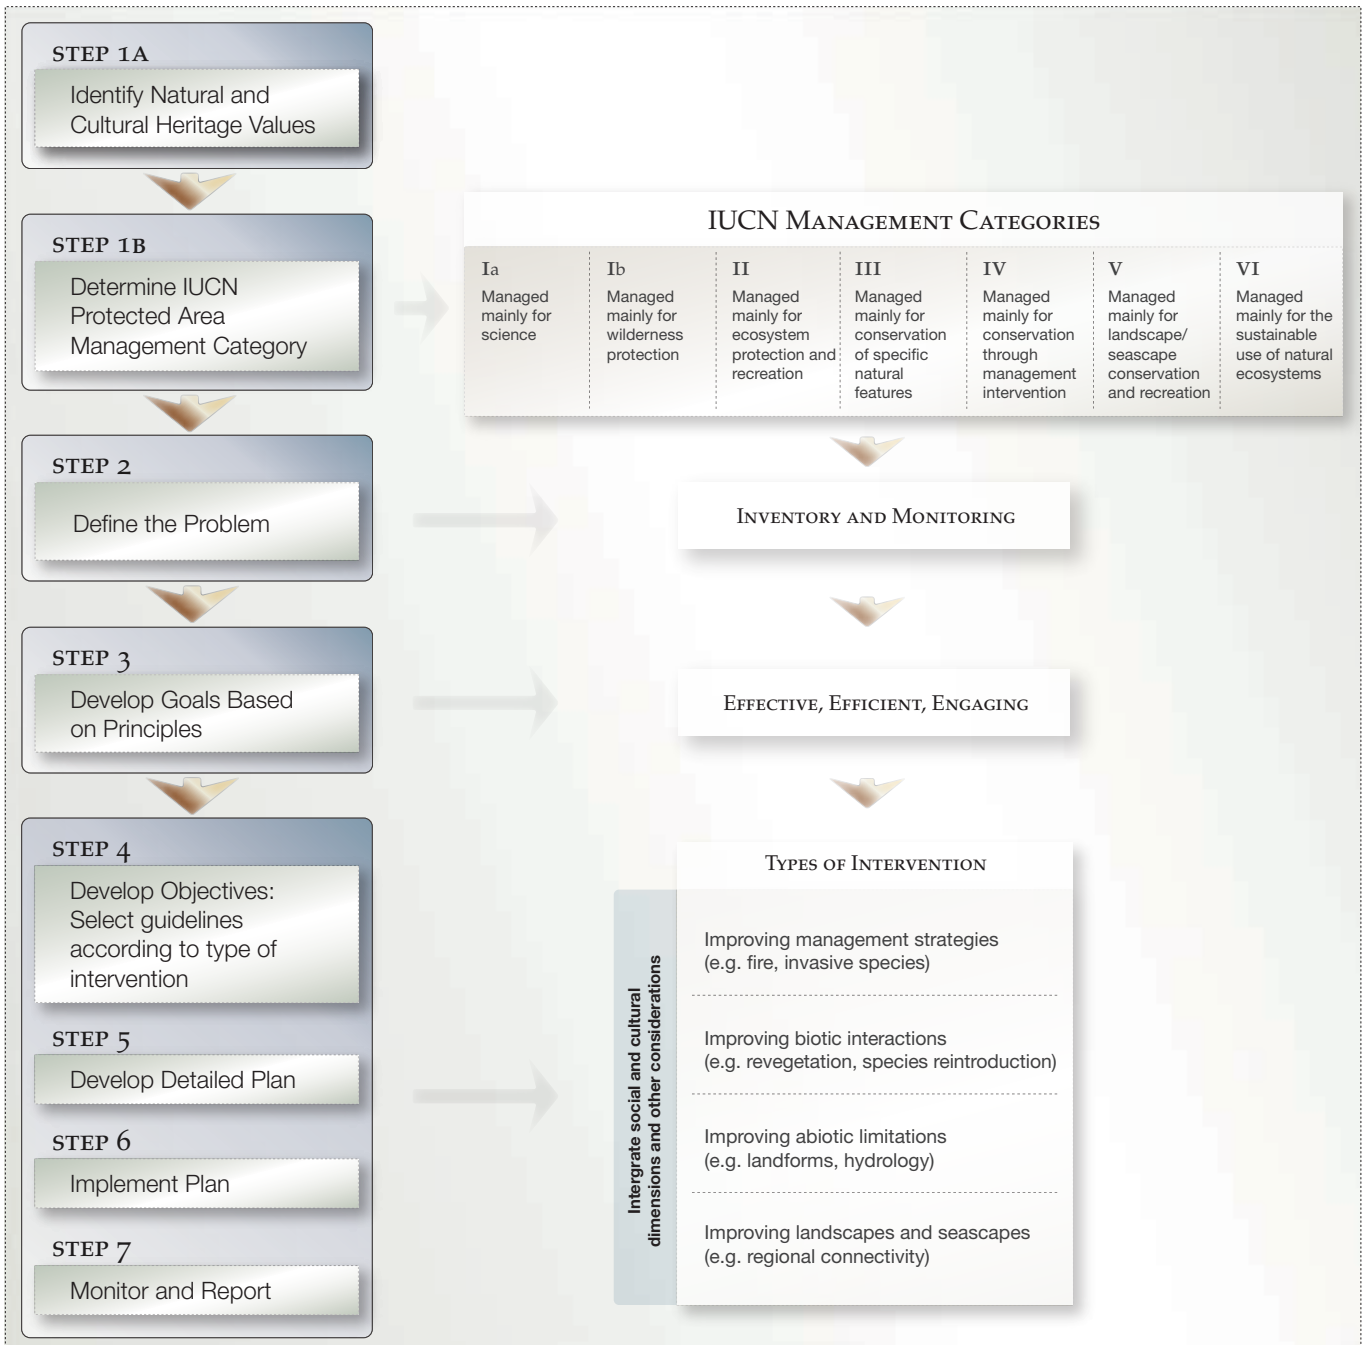 STEP 1A
Identify Natural and
Cultural Heritage Values
STEP 1B
Determine IUCN
Protected Area
Management Category
IUCN Management Categories
Ia
Managed
mainly for
science
Ib
Managed
mainly for
wilderness
protection
II
Managed
mainly for
ecosystem
protection and
recreation
III
Managed
mainly for
conservation
of specific
natural
features
IV
Managed
mainly for
conservation
through
management
intervention
V
Managed
mainly for
landscape/
seascape
conservation
and recreation
VI
Managed
mainly for the
sustainable
use of natural
ecosystems
STEP 2
Define the Problem
Inventory and Monitoring
STEP 3
Develop Goals Based
on Principles
Effective, Efficient, Engaging
STEP 4
Develop Objectives:
Select guidelines
according to type of
intervention
STEP 5
Develop Detailed Plan
STEP 6
Implement Plan
STEP 7
Monitor and Report
Types of Intervention
Intergrate social and cultural
dimensions and other considerations
Improving management strategies
(e.g. fire, invasive species)
Improving biotic interactions
(e.g. revegetation, species reintroduction)
Improving abiotic limitations
(e.g. landforms, hydrology)
Improving landscapes and seascapes
(e.g. regional connectivity)